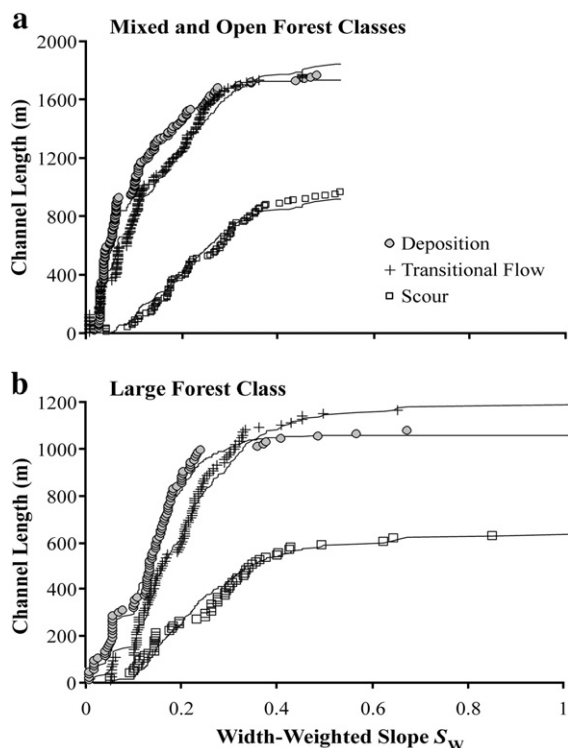 a
Mixed and Open Forest Classes
2000
1600
1200
800
400
0
Channel Length (m)
Deposition
Transitional Flow
Scour
b
Large Forest Class
1200
1000
800
600
400
200
0
Channel Length (m)
0 0.2 0.4 0.6 0.8 1
Width-Weighted Slope SW